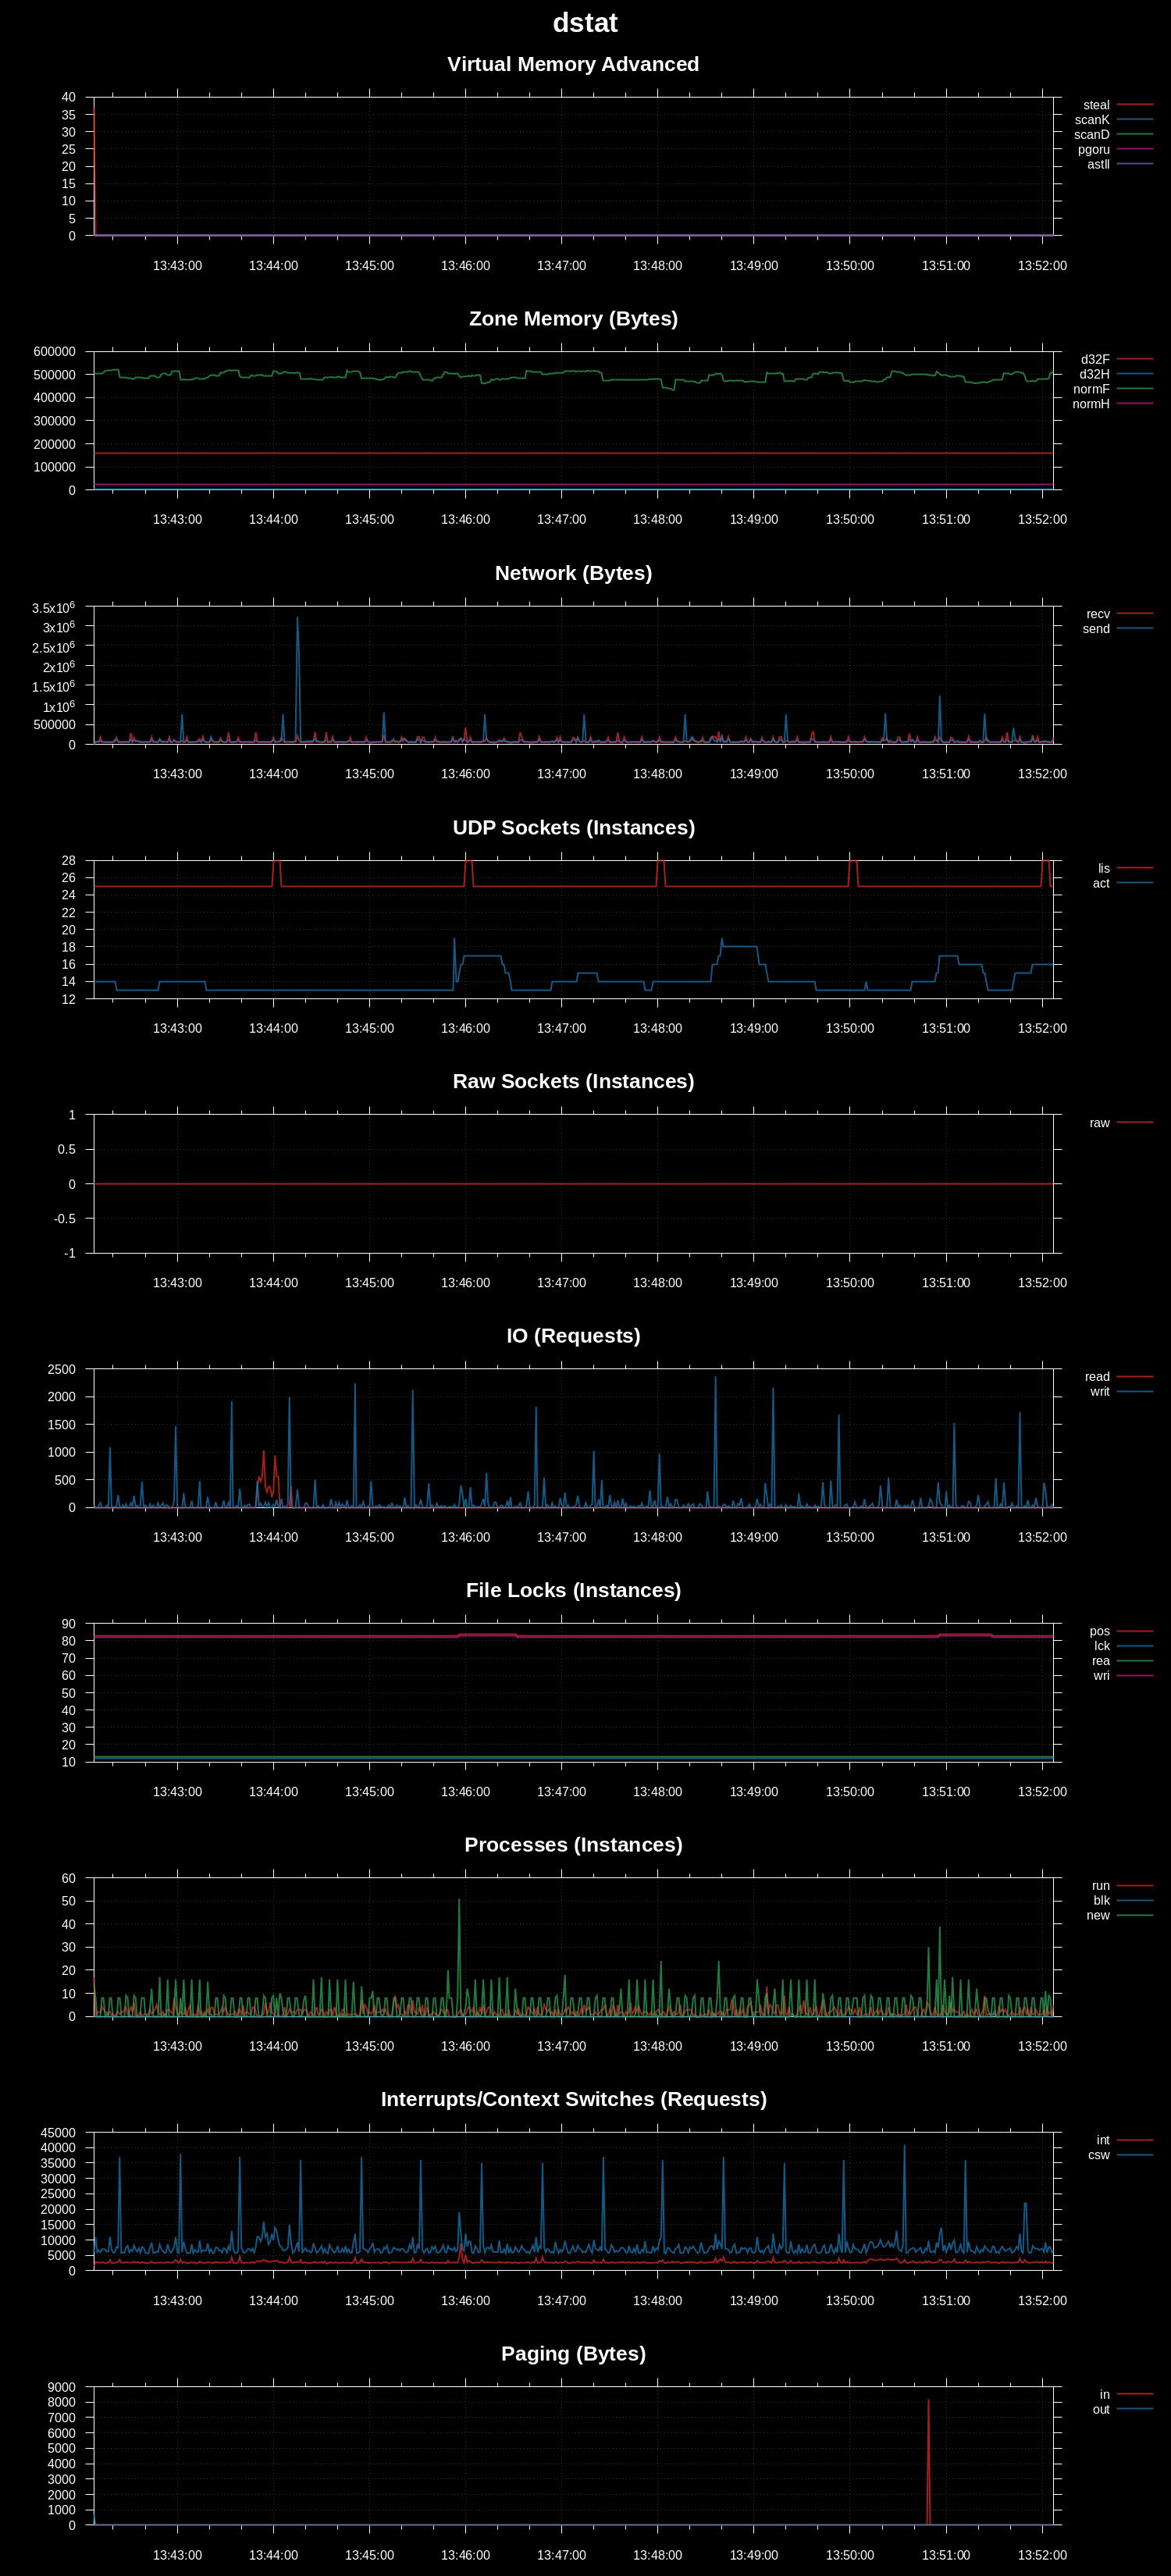 dstat
Virtual Memory Advanced
40
35
30
25
20
15
10
5
0
13:43:00 13:44:00 13:45:00 13:46:00 13:47:00 13:48:00 13:49:00 13:50:00 13:51:00 13:52:00
steal
scanK
scanD
pgoru
astll
Zone Memory (Bytes)
600000
500000
400000
300000
200000
100000
0
13:43:00 13:44:00 13:45:00 13:46:00 13:47:00 13:48:00 13:49:00 13:50:00 13:51:00 13:52:00
d32F
d32H
normF
normH
Network (Bytes)
3.5x10⁶
3x10⁶
2.5x10⁶
2x10⁶
1.5x10⁶
1x10⁶
500000
0
13:43:00 13:44:00 13:45:00 13:46:00 13:47:00 13:48:00 13:49:00 13:50:00 13:51:00 13:52:00
recv
send
UDP Sockets (Instances)
28
26
24
22
20
18
16
14
12
13:43:00 13:44:00 13:45:00 13:46:00 13:47:00 13:48:00 13:49:00 13:50:00 13:51:00 13:52:00
lis
act
Raw Sockets (Instances)
1
0.5
0
-0.5
-1
13:43:00 13:44:00 13:45:00 13:46:00 13:47:00 13:48:00 13:49:00 13:50:00 13:51:00 13:52:00
raw
IO (Requests)
2500
2000
1500
1000
500
0
13:43:00 13:44:00 13:45:00 13:46:00 13:47:00 13:48:00 13:49:00 13:50:00 13:51:00 13:52:00
read
writ
File Locks (Instances)
90
80
70
60
50
40
30
20
10
13:43:00 13:44:00 13:45:00 13:46:00 13:47:00 13:48:00 13:49:00 13:50:00 13:51:00 13:52:00
pos
lck
rea
wri
Processes (Instances)
60
50
40
30
20
10
0
13:43:00 13:44:00 13:45:00 13:46:00 13:47:00 13:48:00 13:49:00 13:50:00 13:51:00 13:52:00
run
blk
new
Interrupts/Context Switches (Requests)
45000
40000
35000
30000
25000
20000
15000
10000
5000
0
13:43:00 13:44:00 13:45:00 13:46:00 13:47:00 13:48:00 13:49:00 13:50:00 13:51:00 13:52:00
int
csw
Paging (Bytes)
9000
8000
7000
6000
5000
4000
3000
2000
1000
0
13:43:00 13:44:00 13:45:00 13:46:00 13:47:00 13:48:00 13:49:00 13:50:00 13:51:00 13:52:00
in
out